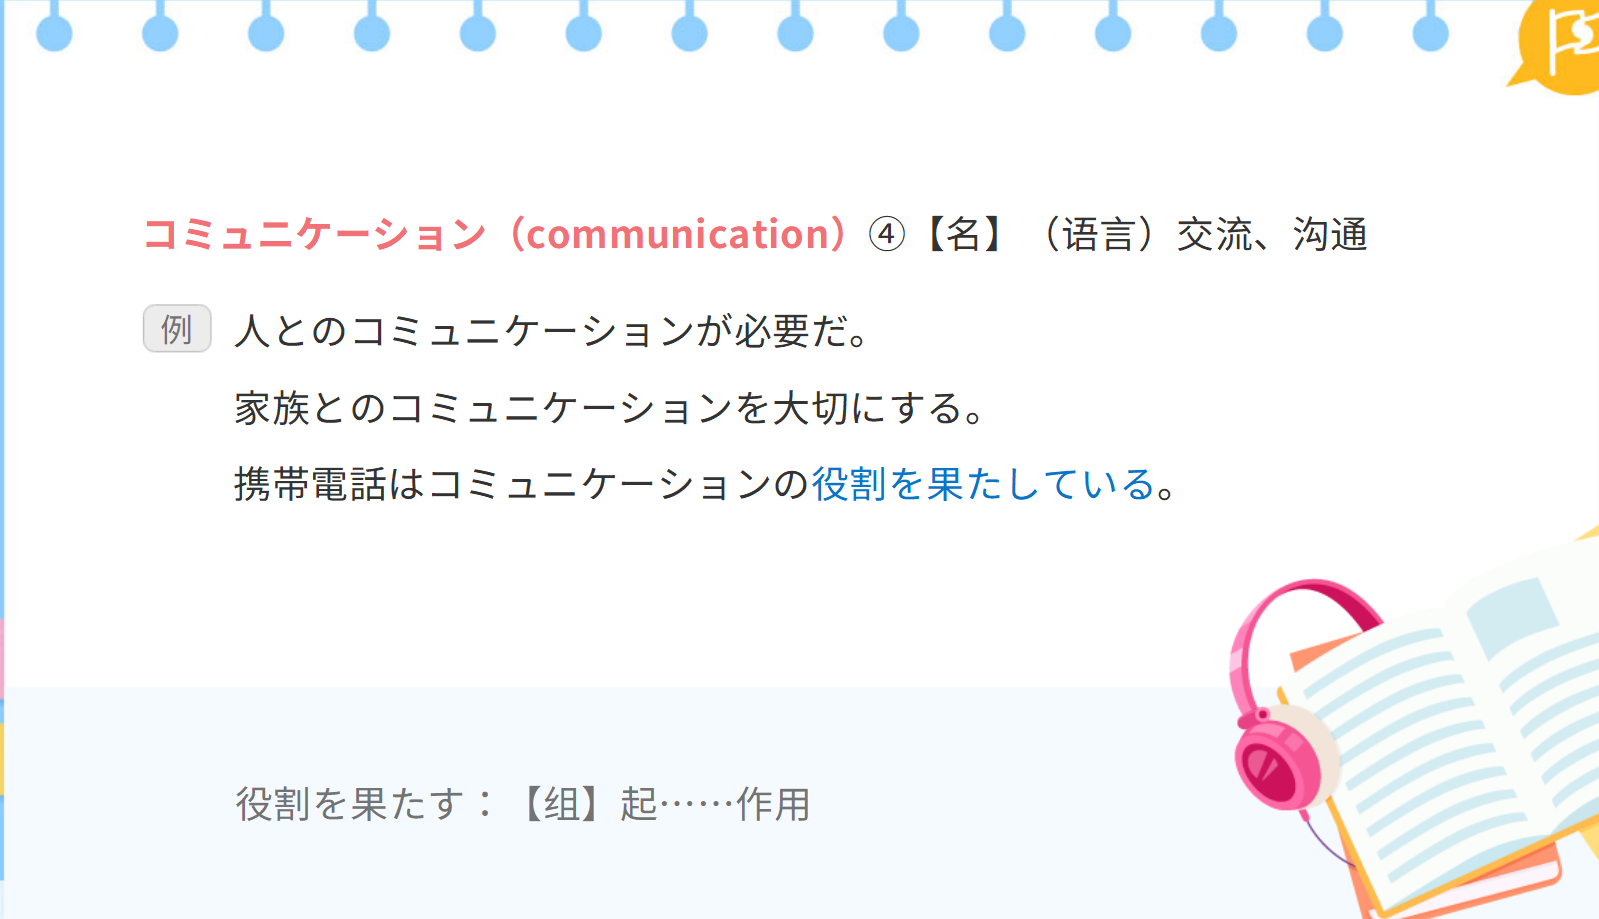 コミュニケーション（communication）④【名】（语言）交流、沟通
例 人とのコミュニケーションが必要だ。
家族とのコミュニケーションを大切にする。
携帯電話はコミュニケーションの役割を果たしている。
役割を果たす：【组】起……作用